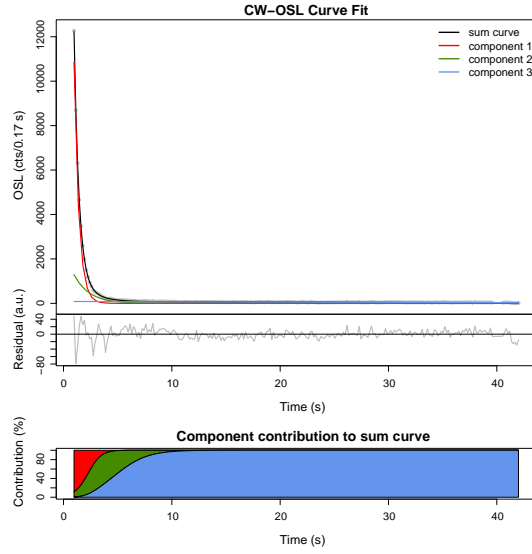 CW−OSL Curve Fit
OSL (cts/0.17 s)
12000
10000
8000
6000
4000
2000
0
sum curve
component 1
component 2
component 3
Residual (a.u.)
40
0
−80
0 10 20 30 40
Time (s)
Component contribution to sum curve
Contribution (%)
80
40
0
0 10 20 30 40
Time (s)